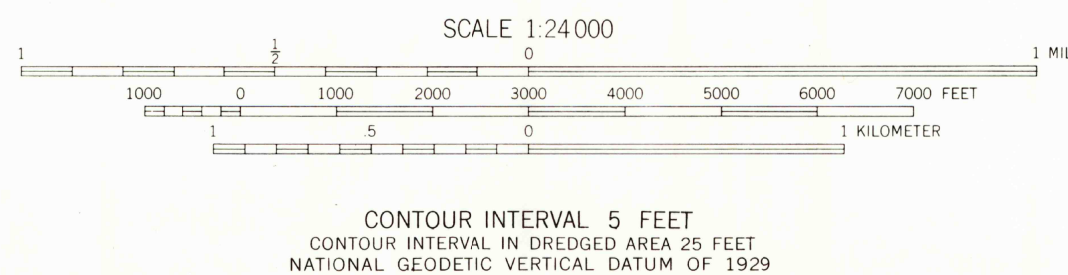 SCALE 1:24 000
1 1/2 0 1 MIL
1000 0 1000 2000 3000 4000 5000 6000 7000 FEET
1 .5 0 1 KILOMETER
CONTOUR INTERVAL 5 FEET
CONTOUR INTERVAL IN DREDGED AREA 25 FEET
NATIONAL GEODETIC VERTICAL DATUM OF 1929